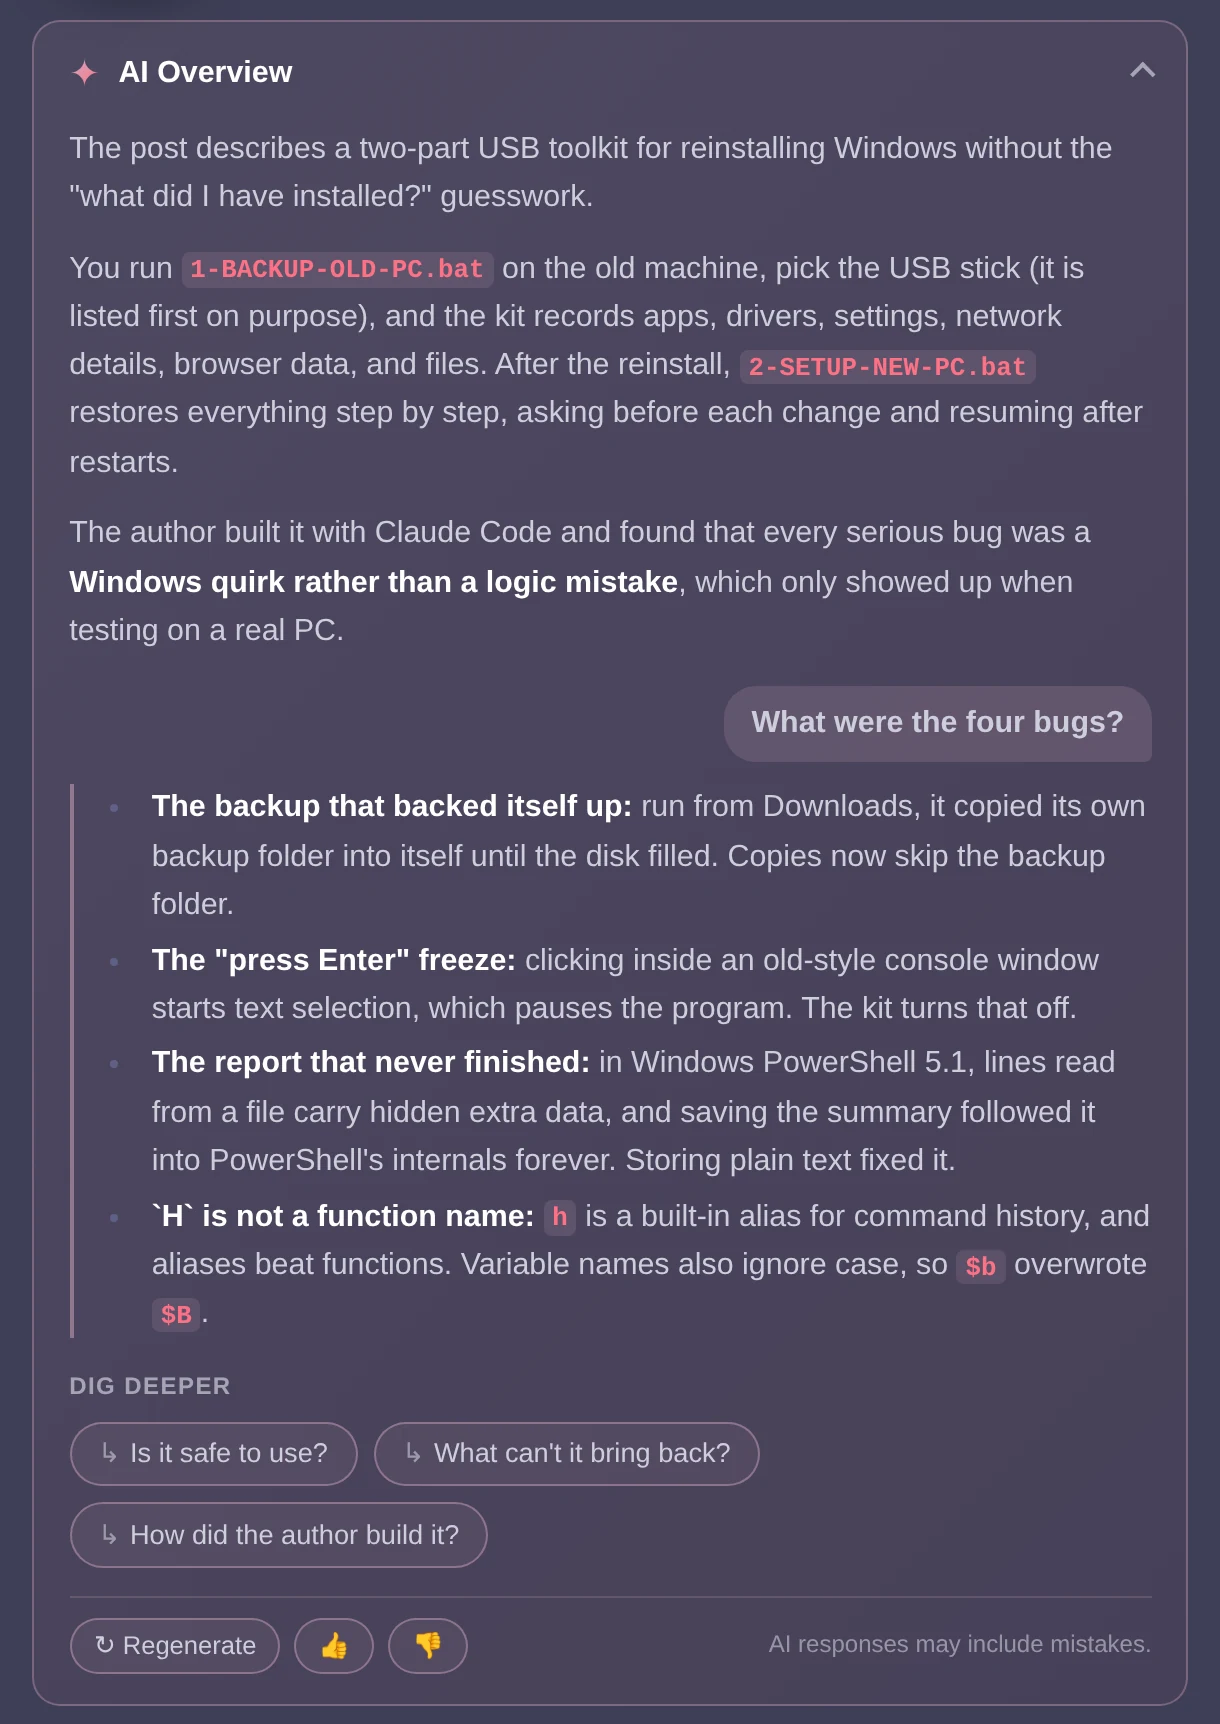 AI Overview
The post describes a two-part USB toolkit for reinstalling Windows without the
"what did I have installed?" guesswork.
You run 1-BACKUP-OLD-PC.bat on the old machine, pick the USB stick (it is
listed first on purpose), and the kit records apps, drivers, settings, network
details, browser data, and files. After the reinstall, 2-SETUP-NEW-PC.bat
restores everything step by step, asking before each change and resuming after
restarts.
The author built it with Claude Code and found that every serious bug was a
Windows quirk rather than a logic mistake, which only showed up when
testing on a real PC.
What were the four bugs?
• The backup that backed itself up: run from Downloads, it copied its own
backup folder into itself until the disk filled. Copies now skip the backup
folder.
• The "press Enter" freeze: clicking inside an old-style console window
starts text selection, which pauses the program. The kit turns that off.
• The report that never finished: in Windows PowerShell 5.1, lines read
from a file carry hidden extra data, and saving the summary followed it
into PowerShell's internals forever. Storing plain text fixed it.
• `H` is not a function name: h is a built-in alias for command history, and
aliases beat functions. Variable names also ignore case, so $b overwrote
$B.
DIG DEEPER
↳ Is it safe to use? ↳ What can't it bring back?
↳ How did the author build it?
↻ Regenerate 👍 👎 AI responses may include mistakes.